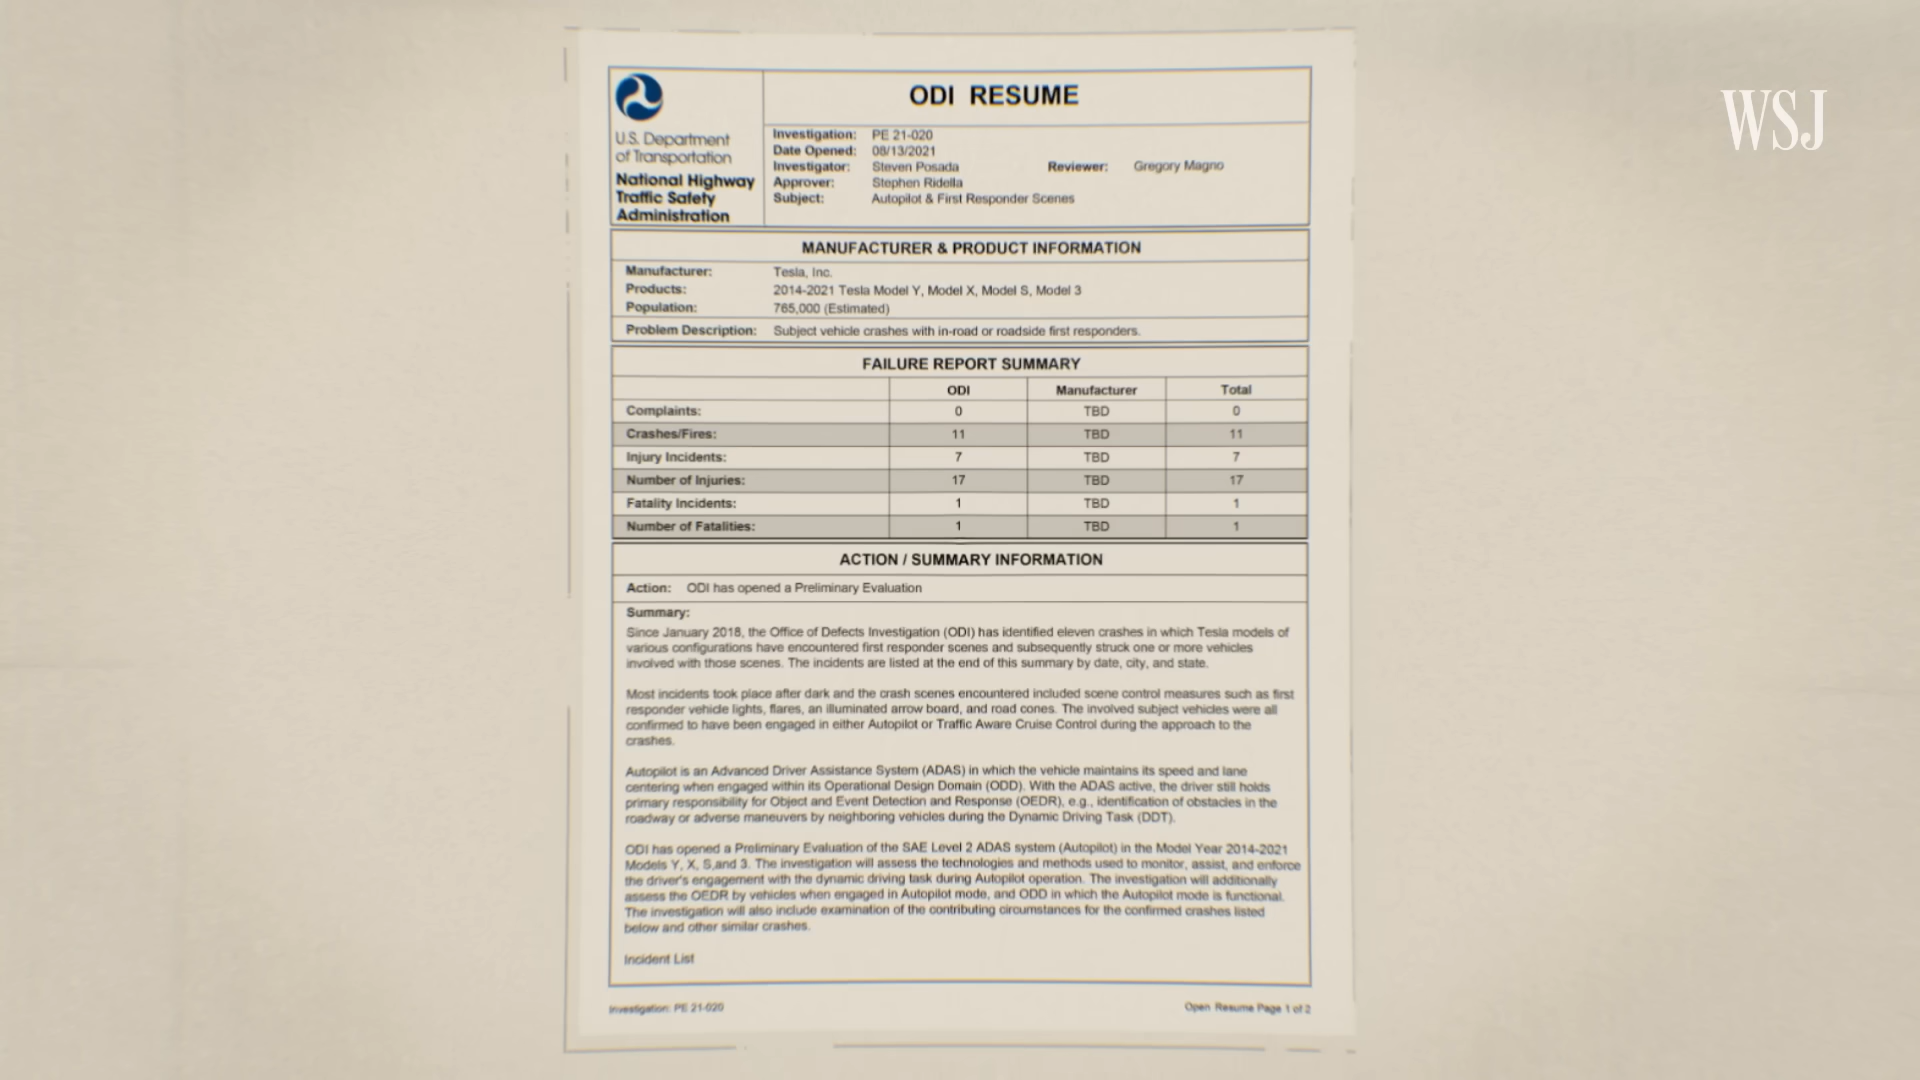 WSJ
U.S. Department
of Transportation
National Highway
Traffic Safety
Administration
ODI RESUME
Investigation: PE 21-020
Date Opened: 08/13/2021
Investigator: Steven Posada Reviewer: Gregory Magno
Approver: Stephen Ridella
Subject: Autopilot & First Responder Scenes
MANUFACTURER & PRODUCT INFORMATION
Manufacturer: Tesla, Inc.
Products: 2014-2021 Tesla Model Y, Model X, Model S, Model 3
Population: 765,000 (Estimated)
Problem Description: Subject vehicle crashes with in-road or roadside first responders.
FAILURE REPORT SUMMARY
ODI Manufacturer Total
Complaints: 0 TBD 0
Crashes/Fires: 11 TBD 11
Injury Incidents: 7 TBD 7
Number of Injuries: 17 TBD 17
Fatality Incidents: 1 TBD 1
Number of Fatalities: 1 TBD 1
ACTION / SUMMARY INFORMATION
Action: ODI has opened a Preliminary Evaluation
Summary:
Since January 2018, the Office of Defects Investigation (ODI) has identified eleven crashes in which Tesla models of
various configurations have encountered first responder scenes and subsequently struck one or more vehicles
involved with those scenes. The incidents are listed at the end of this summary by date, city, and state.
Most incidents took place after dark and the crash scenes encountered included scene control measures such as first
responder vehicle lights, flares, an illuminated arrow board, and road cones. The involved subject vehicles were all
confirmed to have been engaged in either Autopilot or Traffic Aware Cruise Control during the approach to the
crashes.
Autopilot is an Advanced Driver Assistance System (ADAS) in which the vehicle maintains its speed and lane
centering when engaged within its Operational Design Domain (ODD). With the ADAS active, the driver still holds
primary responsibility for Object and Event Detection and Response (OEDR), e.g., identification of obstacles in the
roadway or adverse maneuvers by neighboring vehicles during the Dynamic Driving Task (DDT).
ODI has opened a Preliminary Evaluation of the SAE Level 2 ADAS system (Autopilot) in the Model Year 2014-2021
Models Y, X, S,and 3. The investigation will assess the technologies and methods used to monitor, assist, and enforce
the driver's engagement with the dynamic driving task during Autopilot operation. The investigation will additionally
assess the OEDR by vehicles when engaged in Autopilot mode, and ODD in which the Autopilot mode is functional.
The investigation will also include examination of the contributing circumstances for the confirmed crashes listed
below and other similar crashes.
Incident List
Investigation: PE 21-020 Open Resume Page 1 of 2